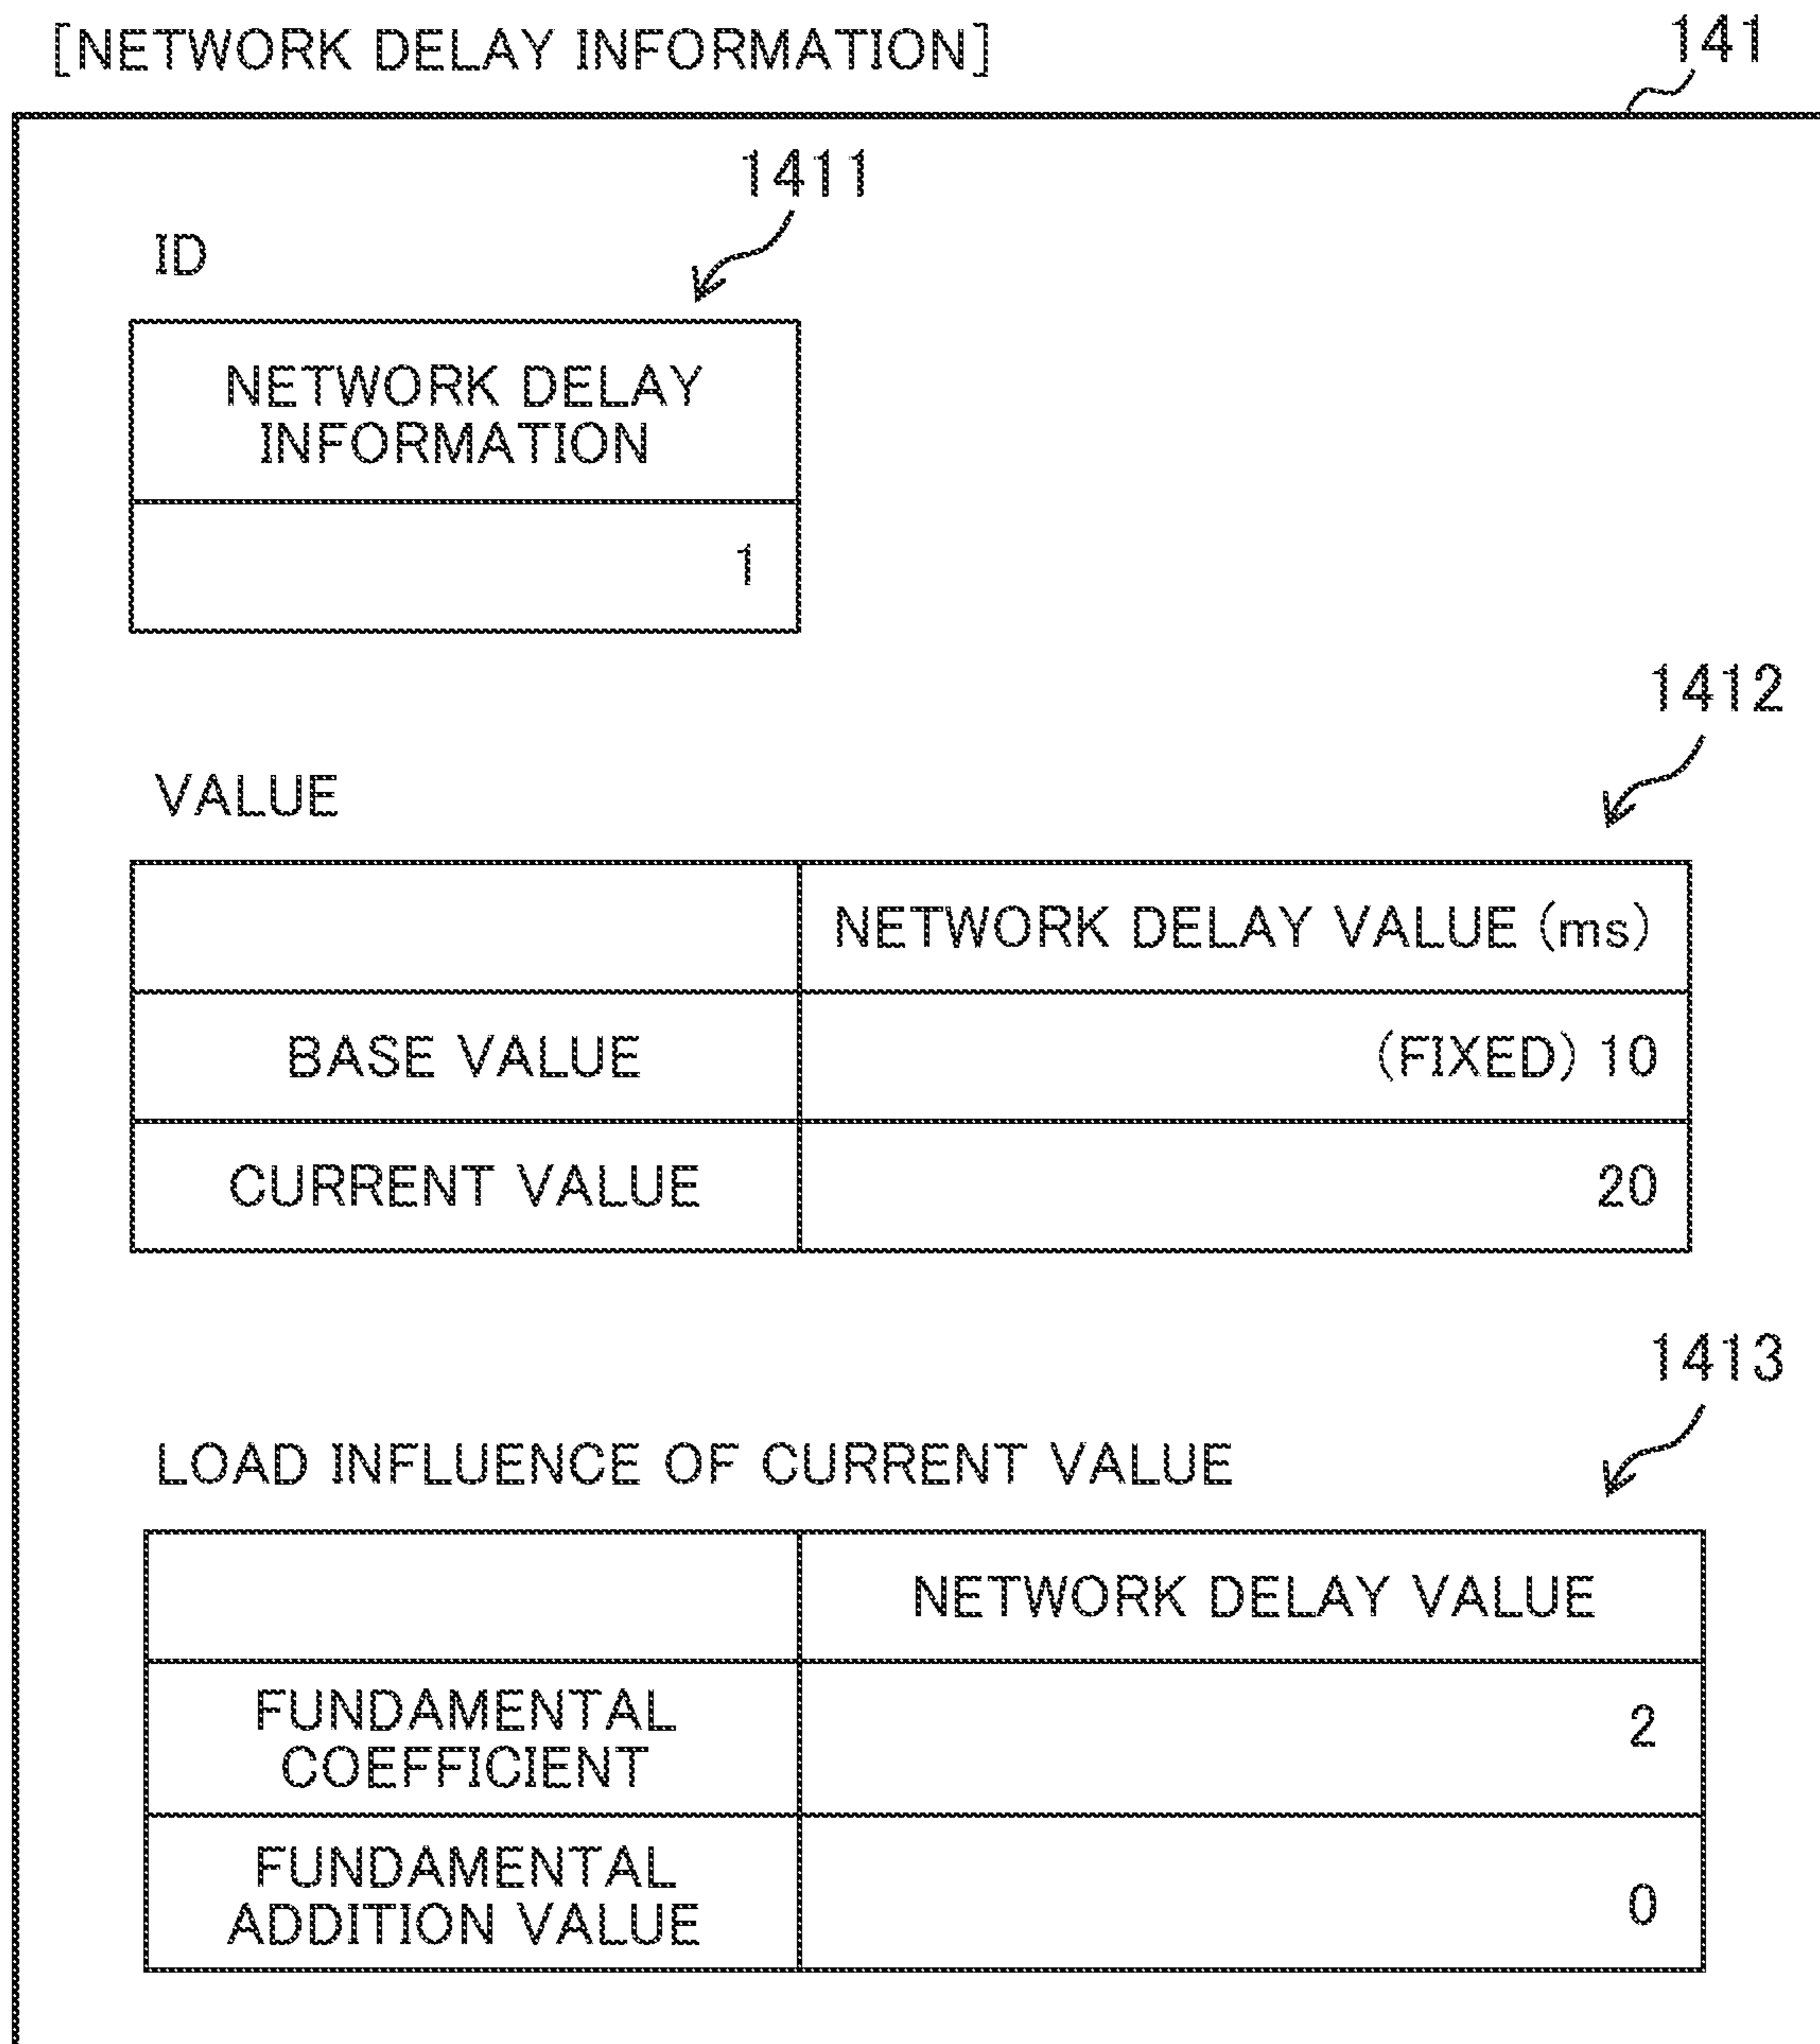 [NETWORK DELAY INFORMATION]
141
1411
ID
NETWORK DELAY
INFORMATION
1
1412
VALUE
NETWORK DELAY VALUE (ms)
BASE VALUE
(FIXED) 10
CURRENT VALUE
20
1413
LOAD INFLUENCE OF CURRENT VALUE
NETWORK DELAY VALUE
FUNDAMENTAL
COEFFICIENT
2
FUNDAMENTAL
ADDITION VALUE
0